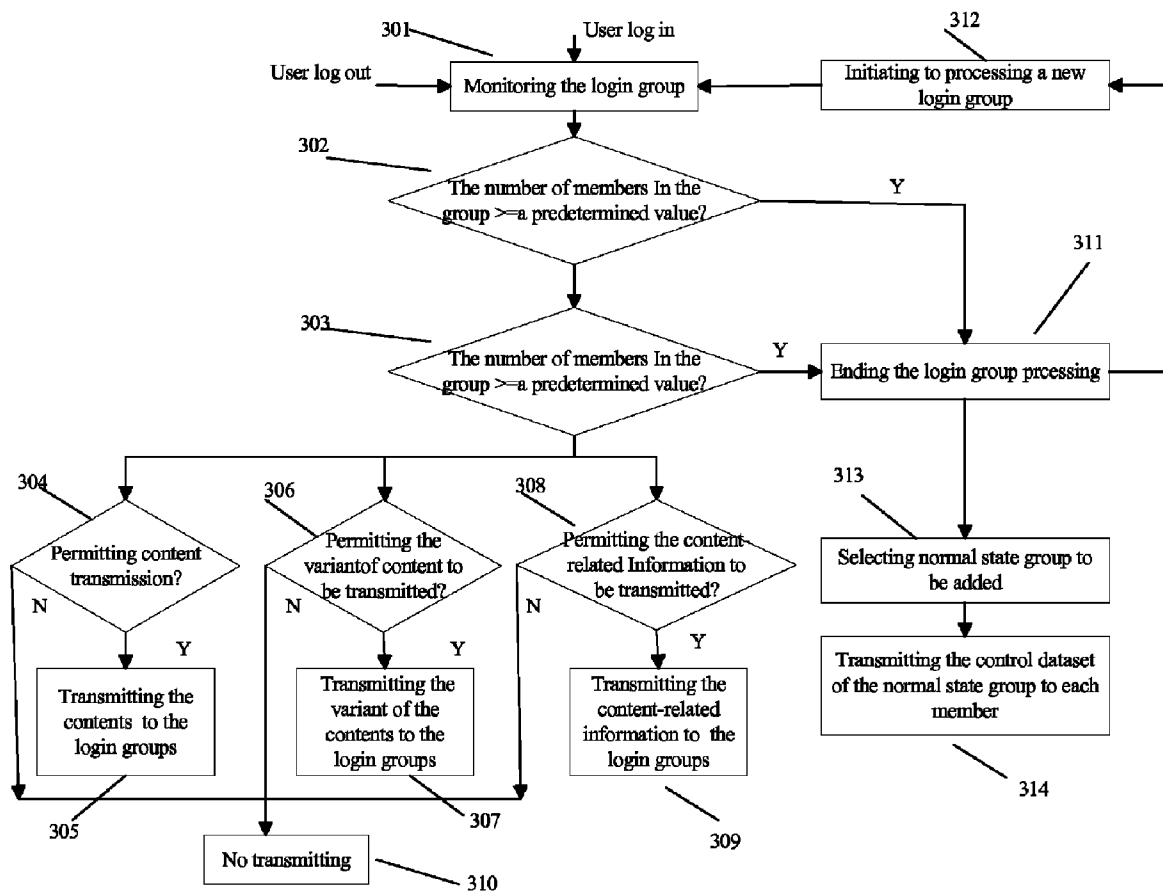 301
User log in
312
User log out
Monitoring the login group
Initiating to processing a new
login group
302
The number of members In the
group >=a predetermined value?
Y
311
303
The number of members In the
group >=a predetermined value?
Y
Ending the login group prcessing
304
306
308
313
Permitting content
transmission?
Permitting the
variantof content to
be transmitted?
Permitting the content-
related Information to
be transmitted?
Selecting normal state group to
be added
N
Y
N
Y
N
Y
Transmitting the
contents to the
login groups
Transmitting the
variant of the
contents to the
login groups
Transmitting the
content-related
information to the
login groups
Transmitting the control dataset
of the normal state group to each
member
305
307
309
314
No transmitting
310